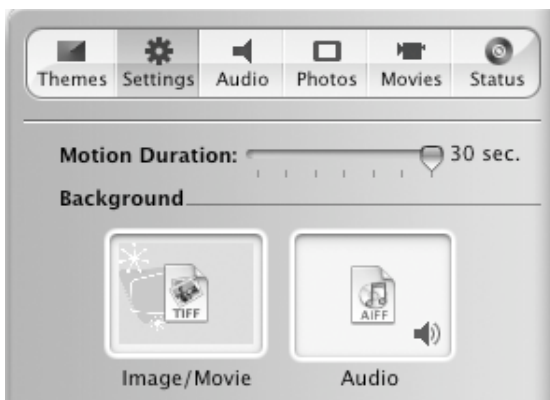 Themes Settings Audio Photos Movies Status
Motion Duration: 30 sec.
Background
TIFF AIFF
Image/Movie Audio